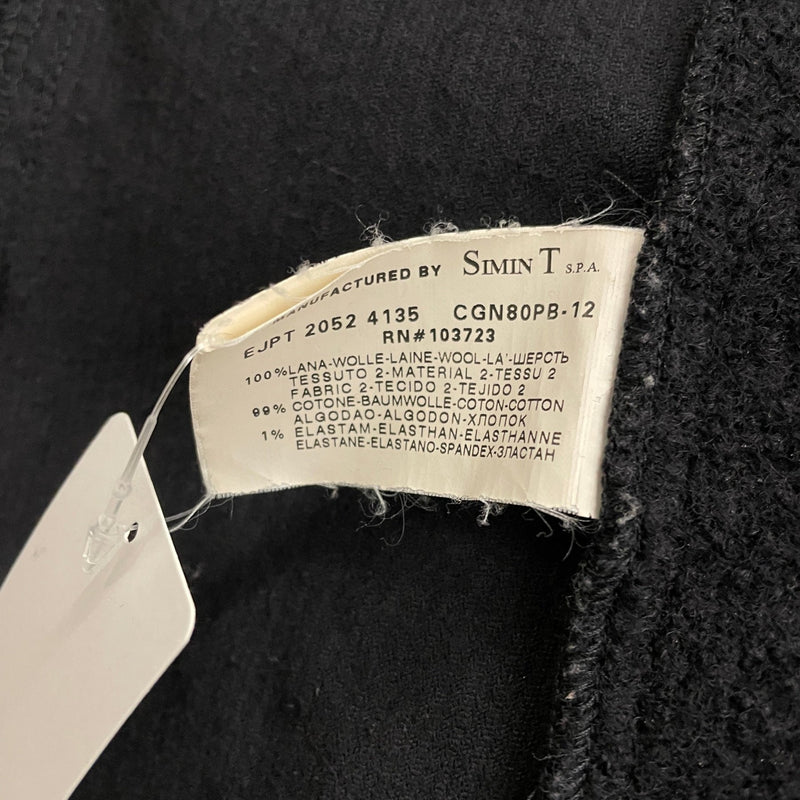 MANUFACTURED BY SIMIN T S.P.A.
EJPT 2052 4135 CGN80PB-12
RN#103723
100% LANA-WOLLE-LAINE-WOOL-LA'-ШЕРСТЬ
TESSUTO 2-MATERIAL 2-TESSU 2
FABRIC 2-TECIDO 2-TEJIDO 2
99% COTONE-BAUMWOLLE-COTON-COTTON
ALGODAO-ALGODON-ХЛОПОК
1% ELASTAM-ELASTHAN-ELASTHANNE
ELASTANE-ELASTANO-SPANDEX-ЭЛАСТАН